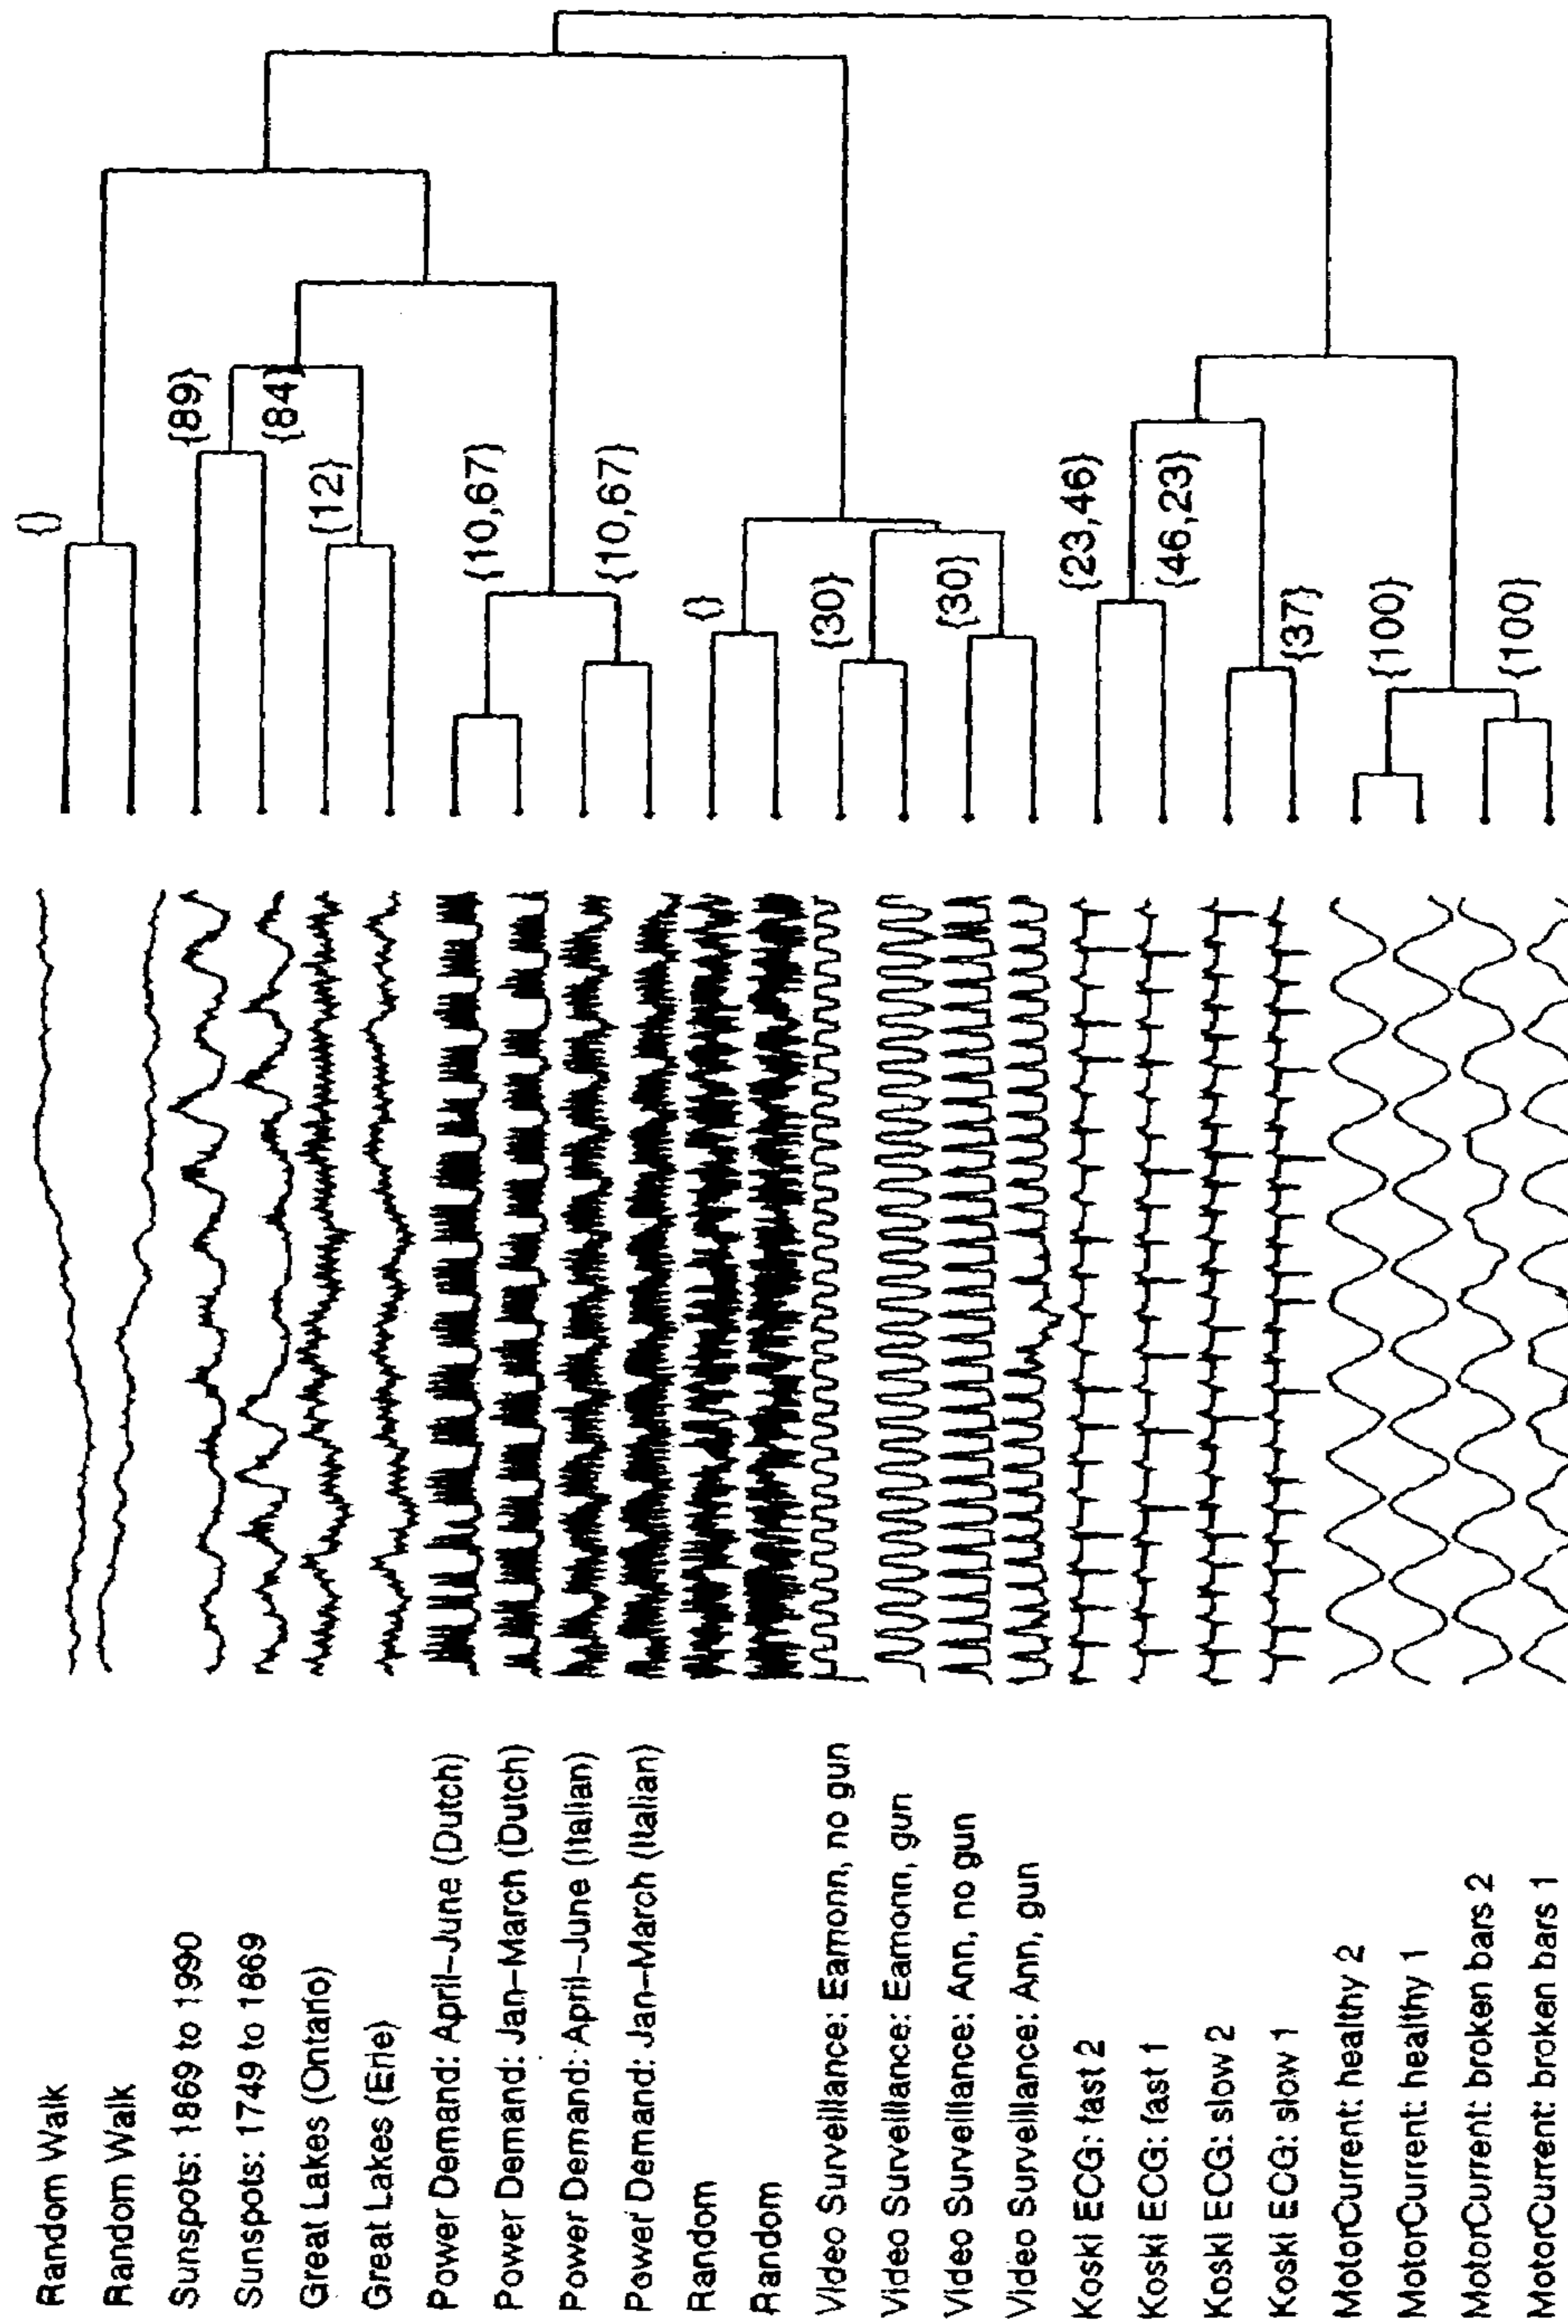 Random Walk
Random Walk
Sunspots: 1869 to 1990
Sunspots: 1749 to 1869
Great Lakes (Ontario)
Great Lakes (Erie)
Power Demand: April-June (Dutch)
Power Demand: Jan-March (Dutch)
Power Demand: April-June (Italian)
Power Demand: Jan-March (Italian)
Random
Random
Video Surveillance: Eamonn, no gun
Video Surveillance: Eamonn, gun
Video Surveillance: Ann, no gun
Video Surveillance: Ann, gun
Koski ECG: fast 2
Koski ECG: fast 1
Koski ECG: slow 2
Koski ECG: slow 1
MotorCurrent: healthy 2
MotorCurrent: healthy 1
MotorCurrent: broken bars 2
MotorCurrent: broken bars 1
{}
{89}
{84}
{12}
{10,67}
{10,67}
{}
{30}
{30}
{23,46}
{46,23}
{37}
{100}
{100}